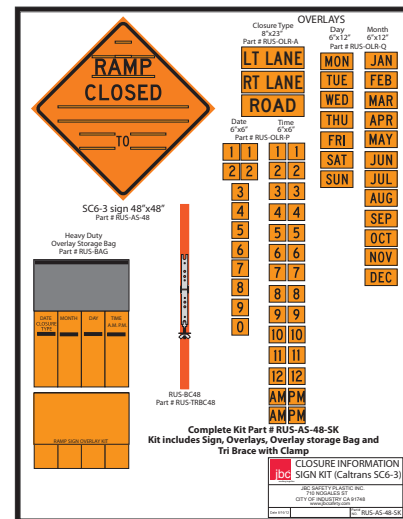 OVERLAYS
Closure Type
8"x23"
Part # RUS-OLR-A
LT LANE
RT LANE
ROAD
Day
6"x12"
Month
6"x12"
Part # RUS-OLR-Q
MON
TUE
WED
THU
FRI
SAT
SUN
JAN
FEB
MAR
APR
MAY
JUN
JUL
AUG
SEP
OCT
NOV
DEC
RAMP
CLOSED
TO
SC6-3 sign 48"x48"
Part # RUS-AS-48
Date
6"x6"
Time
6"x6"
Part # RUS-OLR-P
1 1
2 2
3
4
5
6
7
8
9
0
1 1
2 2
3 3
4 4
5 5
6 6
7 7
8 8
9 9
10 10
11 11
12 12
AM PM
AM PM
Heavy Duty
Overlay Storage Bag
Part # RUS-BAG
DATE
CLOSURE
TYPE
MONTH
DAY
TIME
A.M. P.M.
RAMP SIGN OVERLAY KIT
RUS-BC48
Part # RUS-TRBC48
Complete Kit Part # RUS-AS-48-SK
Kit includes Sign, Overlays, Overlay storage Bag and
Tri Brace with Clamp
jbc
CLOSURE INFORMATION
SIGN KIT (Caltrans SC6-3)
JBC SAFETY PLASTIC INC.
710 NOGALES ST
CITY OF INDUSTRY CA 91748
www.jbcsafety.com
RUS-AS-48-SK